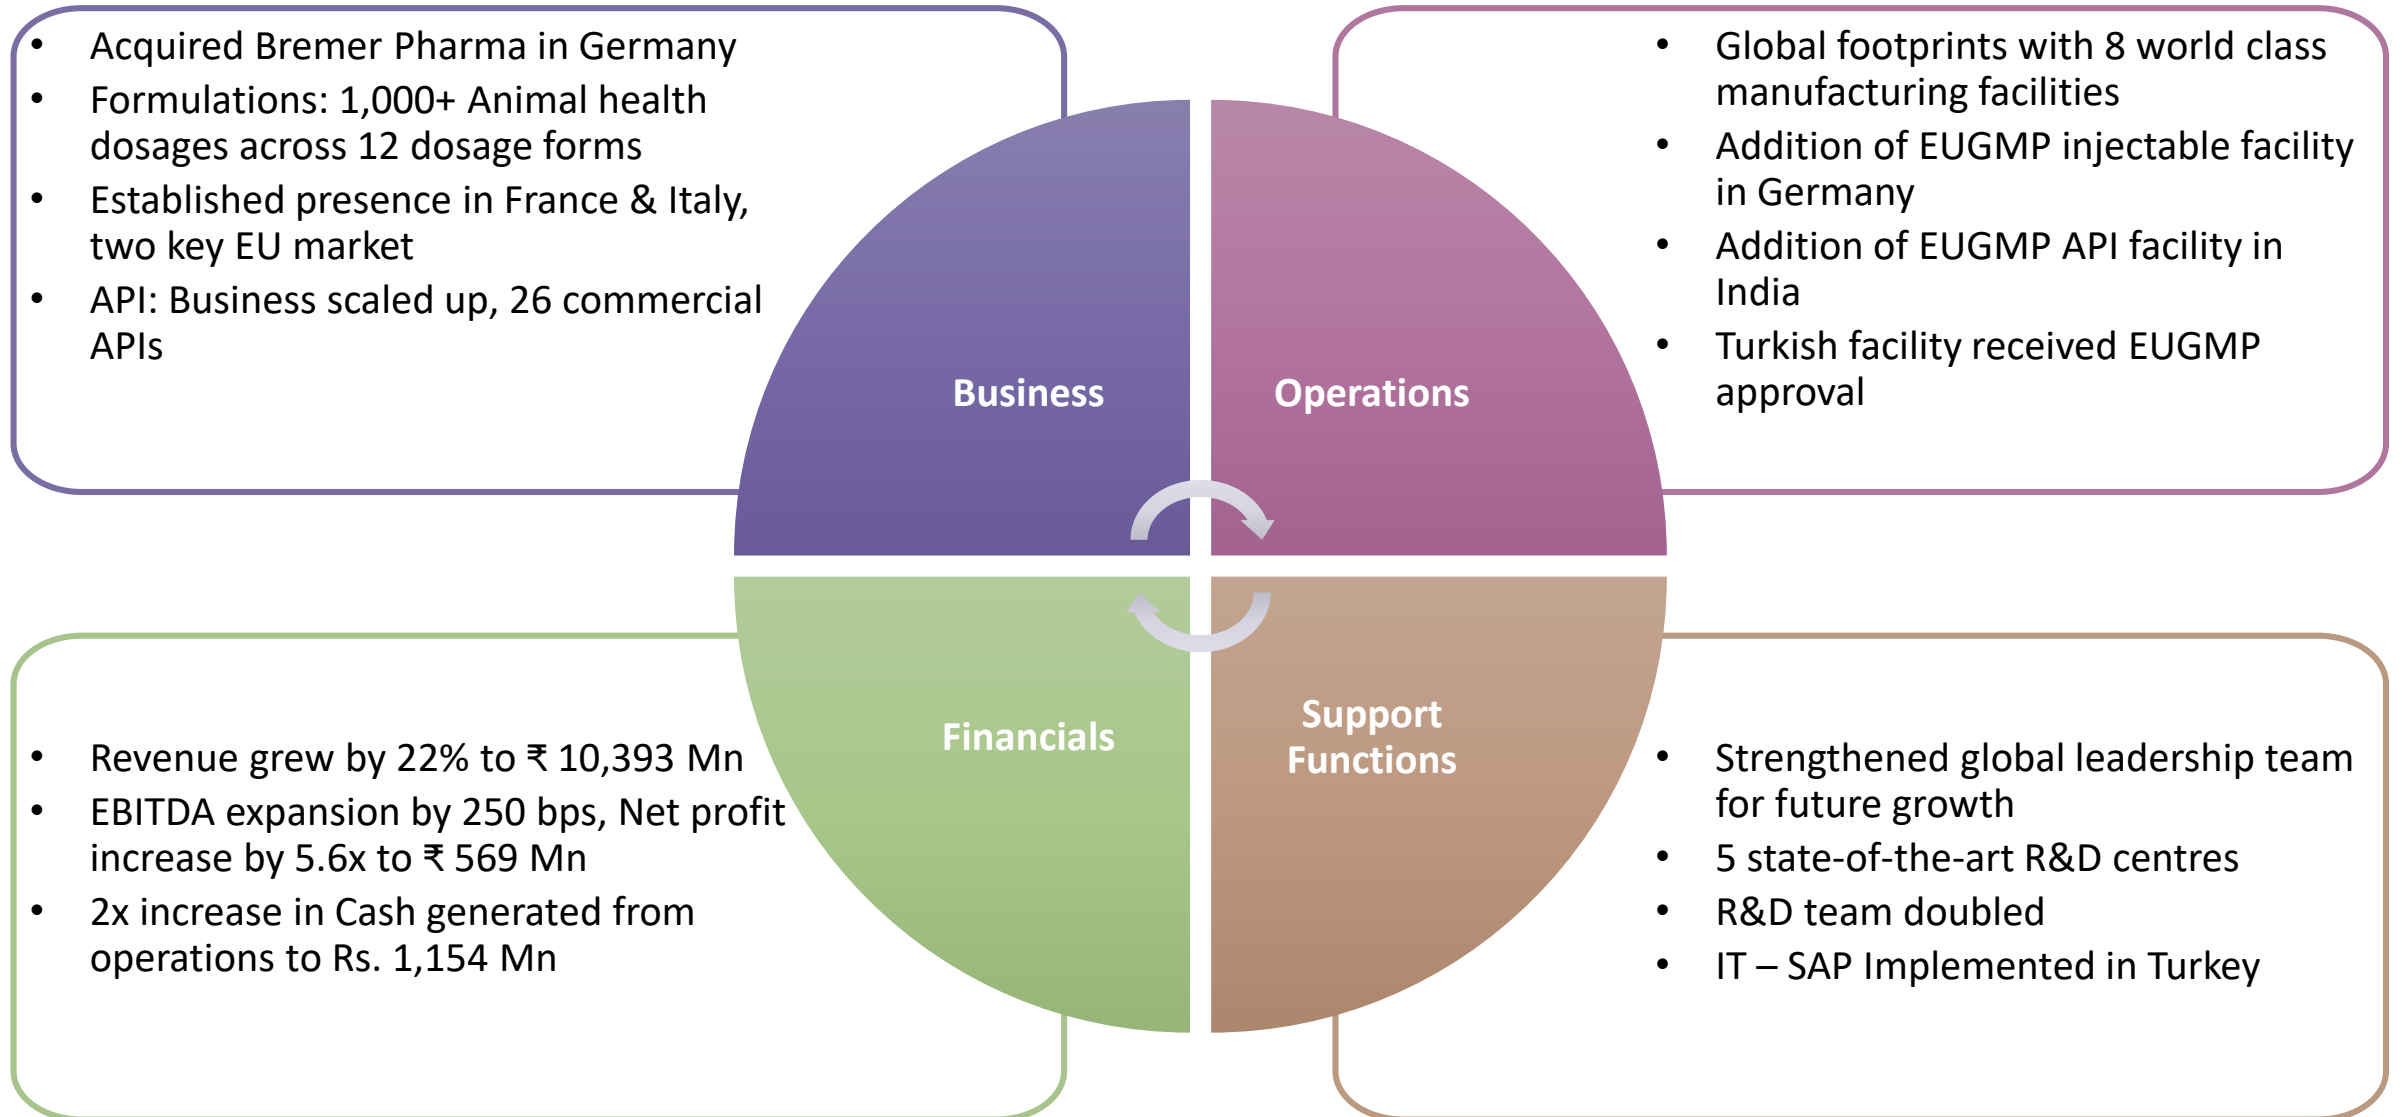 • Acquired Bremer Pharma in Germany
• Formulations: 1,000+ Animal health
dosages across 12 dosage forms
• Established presence in France & Italy,
two key EU market
• API: Business scaled up, 26 commercial
APIs
Business
• Global footprints with 8 world class
manufacturing facilities
• Addition of EUGMP injectable facility
in Germany
• Addition of EUGMP API facility in
India
• Turkish facility received EUGMP
approval
Operations
• Revenue grew by 22% to ₹ 10,393 Mn
• EBITDA expansion by 250 bps, Net profit
increase by 5.6x to ₹ 569 Mn
• 2x increase in Cash generated from
operations to Rs. 1,154 Mn
Financials
Support
Functions
• Strengthened global leadership team
for future growth
• 5 state-of-the-art R&D centres
• R&D team doubled
• IT – SAP Implemented in Turkey